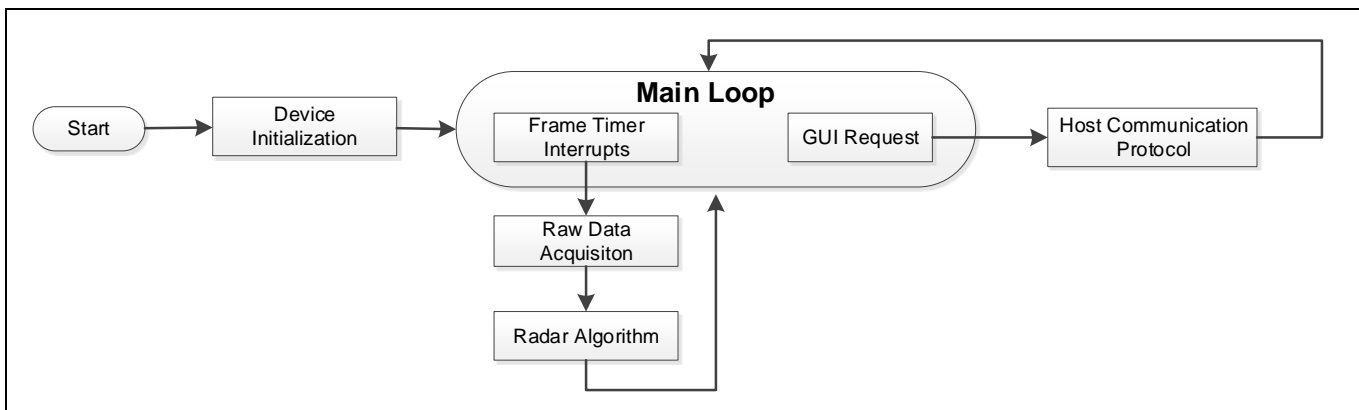 Main Loop
Start
Device
Initialization
Frame Timer
Interrupts
GUI Request
Host Communication
Protocol
Raw Data
Acquisiton
Radar Algorithm